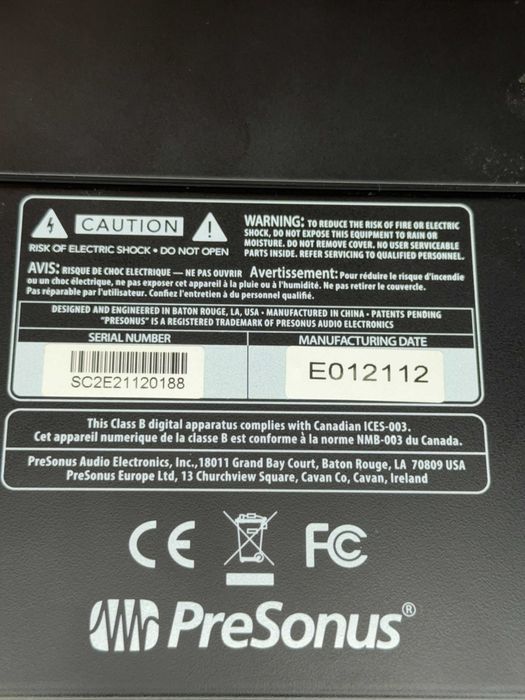 CAUTION
RISK OF ELECTRIC SHOCK • DO NOT OPEN
WARNING: TO REDUCE THE RISK OF FIRE OR ELECTRIC
SHOCK, DO NOT EXPOSE THIS EQUIPMENT TO RAIN OR
MOISTURE. DO NOT REMOVE COVER. NO USER SERVICEABLE
PARTS INSIDE. REFER SERVICING TO QUALIFIED PERSONNEL.
AVIS: RISQUE DE CHOC ELECTRIQUE — NE PAS OUVRIR Avertissement: Pour réduire le risque d'incendie
ou un choc électrique, ne pas exposer cet appareil à la pluie ou à l'humidité. Ne pas retirer le couvercle.
Pas réparable par l'utilisateur. Confiez l'entretien à du personnel qualifié.
DESIGNED AND ENGINEERED IN BATON ROUGE, LA, USA • MANUFACTURED IN CHINA • PATENTS PENDING
"PRESONUS" IS A REGISTERED TRADEMARK OF PRESONUS AUDIO ELECTRONICS
SERIAL NUMBER
SC2E21120188
MANUFACTURING DATE
E012112
This Class B digital apparatus complies with Canadian ICES-003.
Cet appareil numerique de la classe B est conforme à la norme NMB-003 du Canada.
PreSonus Audio Electronics, Inc.,18011 Grand Bay Court, Baton Rouge, LA 70809 USA
PreSonus Europe Ltd, 13 Churchview Square, Cavan Co, Cavan, Ireland
CE FC
PreSonus®